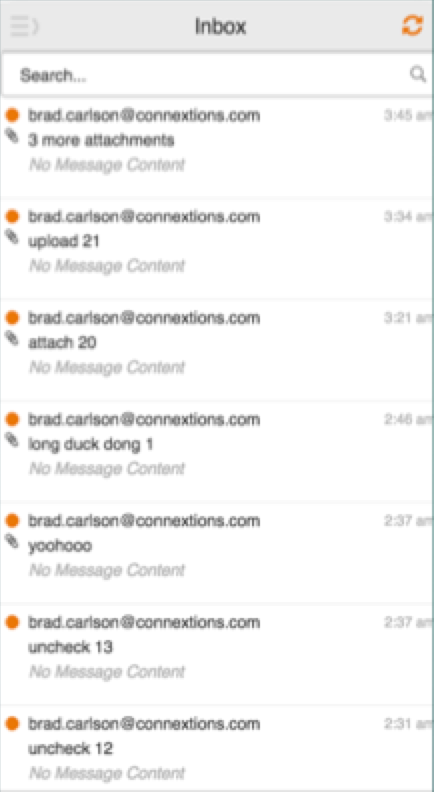 Inbox
Search...
brad.carlson@connextions.com 3:45 am
3 more attachments
No Message Content
brad.carlson@connextions.com 3:34 am
upload 21
No Message Content
brad.carlson@connextions.com 3:21 am
attach 20
No Message Content
brad.carlson@connextions.com 2:46 am
long duck dong 1
No Message Content
brad.carlson@connextions.com 2:37 am
yoohooo
No Message Content
brad.carlson@connextions.com 2:37 am
uncheck 13
No Message Content
brad.carlson@connextions.com 2:31 am
uncheck 12
No Message Content